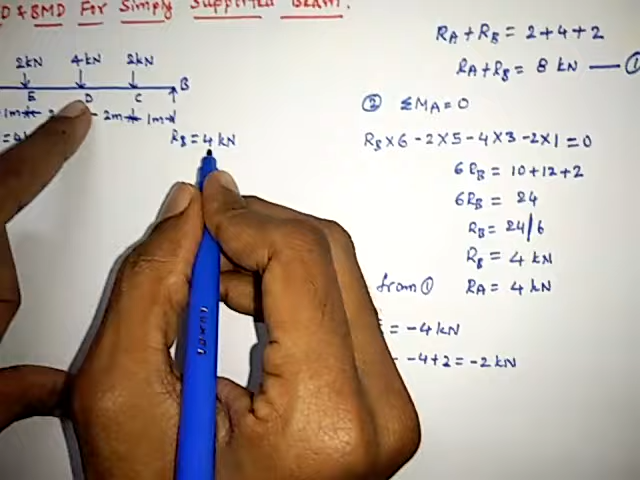 D & BMD For Simply Supported Beam.
2kN 4kN 2kN
B
E D C
1m 2m 1m
RB = 4 kN
RA + RB = 2+4+2
RA + RB = 8 KN —— ①
② ΣMA = 0
RB×6 -2×5 -4×3 -2×1 = 0
6RB = 10+12+2
6RB = 24
RB = 24/6
RB = 4 KN
from ① RA = 4 KN
= -4 KN
-4+2 = -2 KN